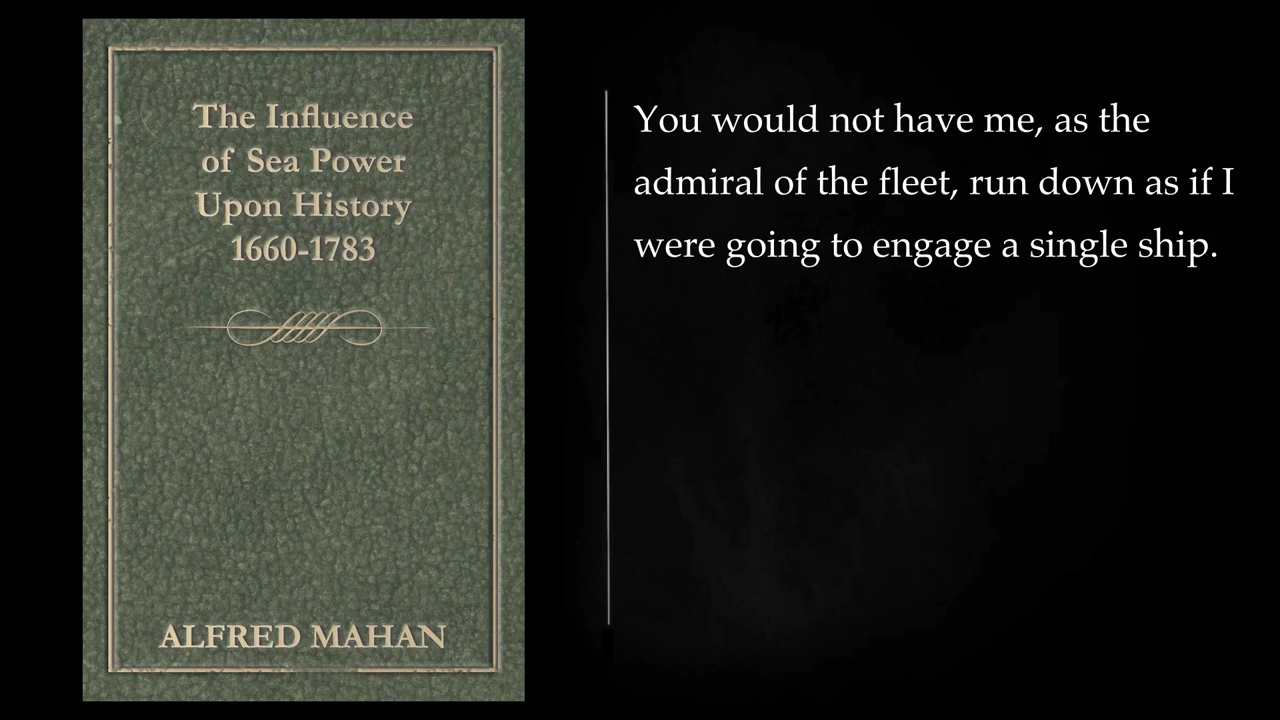 The Influence
of Sea Power
Upon History
1660-1783
ALFRED MAHAN
You would not have me, as the
admiral of the fleet, run down as if I
were going to engage a single ship.